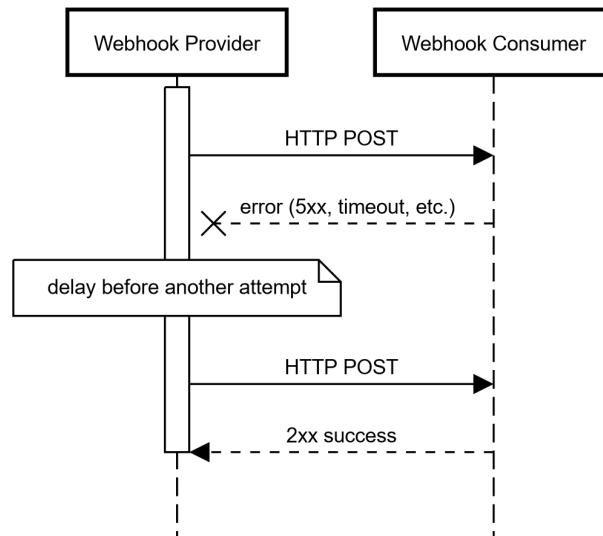 Webhook Provider
Webhook Consumer
HTTP POST
error (5xx, timeout, etc.)
delay before another attempt
HTTP POST
2xx success